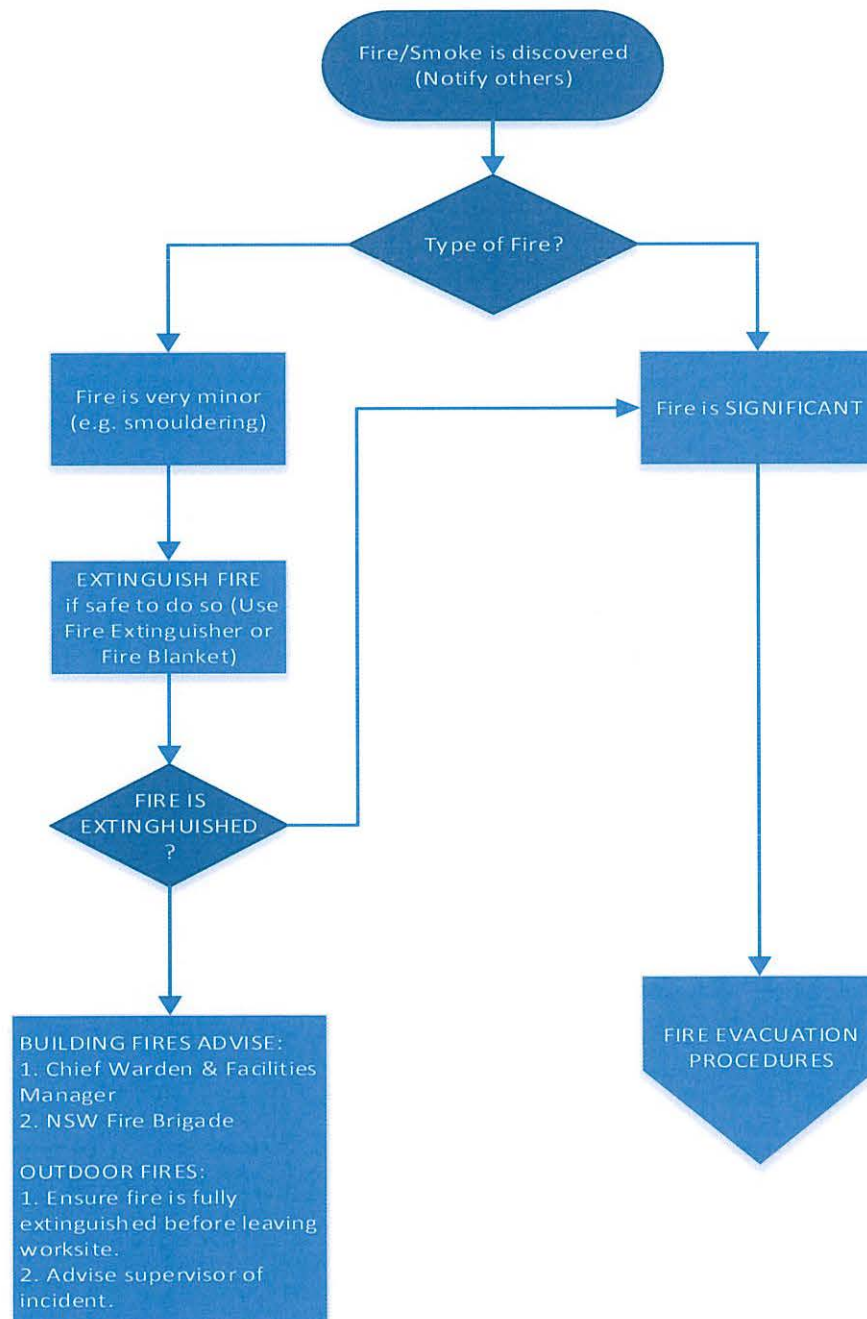 Fire/Smoke is discovered
(Notify others)
Type of Fire?
Fire is very minor
(e.g. smouldering)
Fire is SIGNIFICANT
EXTINGUISH FIRE
if safe to do so (Use
Fire Extinguisher or
Fire Blanket)
FIRE IS
EXTINGHUISHED
?
BUILDING FIRES ADVISE:
1. Chief Warden & Facilities
Manager
2. NSW Fire Brigade
OUTDOOR FIRES:
1. Ensure fire is fully
extinguished before leaving
worksite.
2. Advise supervisor of
incident.
FIRE EVACUATION
PROCEDURES